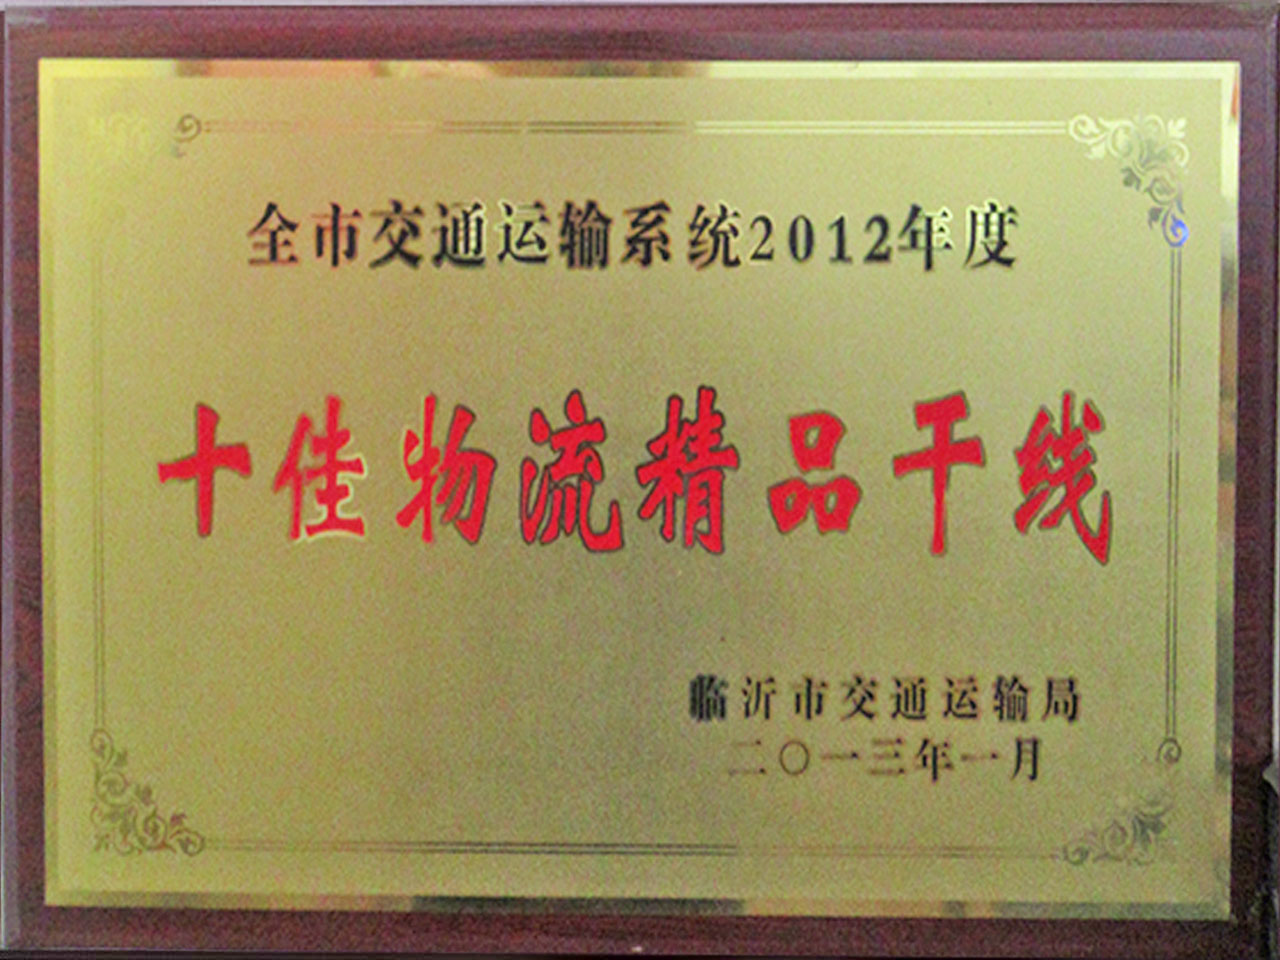 全市交通运输系统2012年度
十佳物流精品干线
临沂市交通运输局
二〇一三年一月